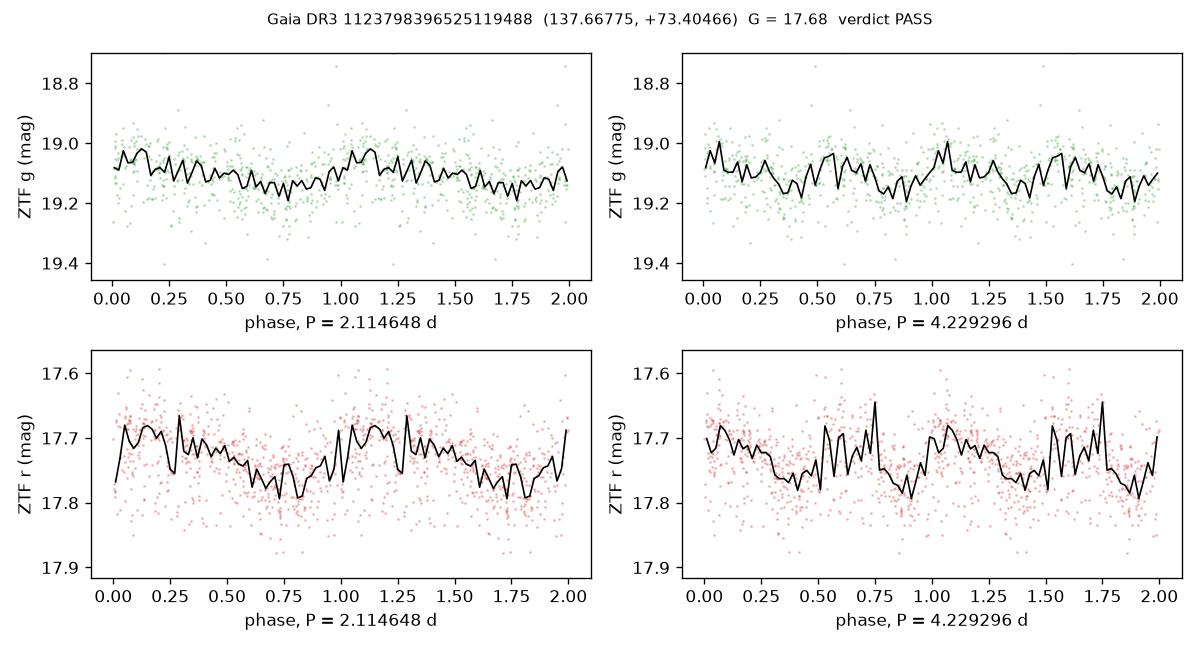 Gaia DR3 1123798396525119488  (137.66775, +73.40466)  G = 17.68  verdict PASS
ZTF g (mag)
18.8
19.0
19.2
19.4
0.00 0.25 0.50 0.75 1.00 1.25 1.50 1.75 2.00
phase, P = 2.114648 d
ZTF g (mag)
18.8
19.0
19.2
19.4
0.00 0.25 0.50 0.75 1.00 1.25 1.50 1.75 2.00
phase, P = 4.229296 d
ZTF r (mag)
17.6
17.7
17.8
17.9
0.00 0.25 0.50 0.75 1.00 1.25 1.50 1.75 2.00
phase, P = 2.114648 d
ZTF r (mag)
17.6
17.7
17.8
17.9
0.00 0.25 0.50 0.75 1.00 1.25 1.50 1.75 2.00
phase, P = 4.229296 d